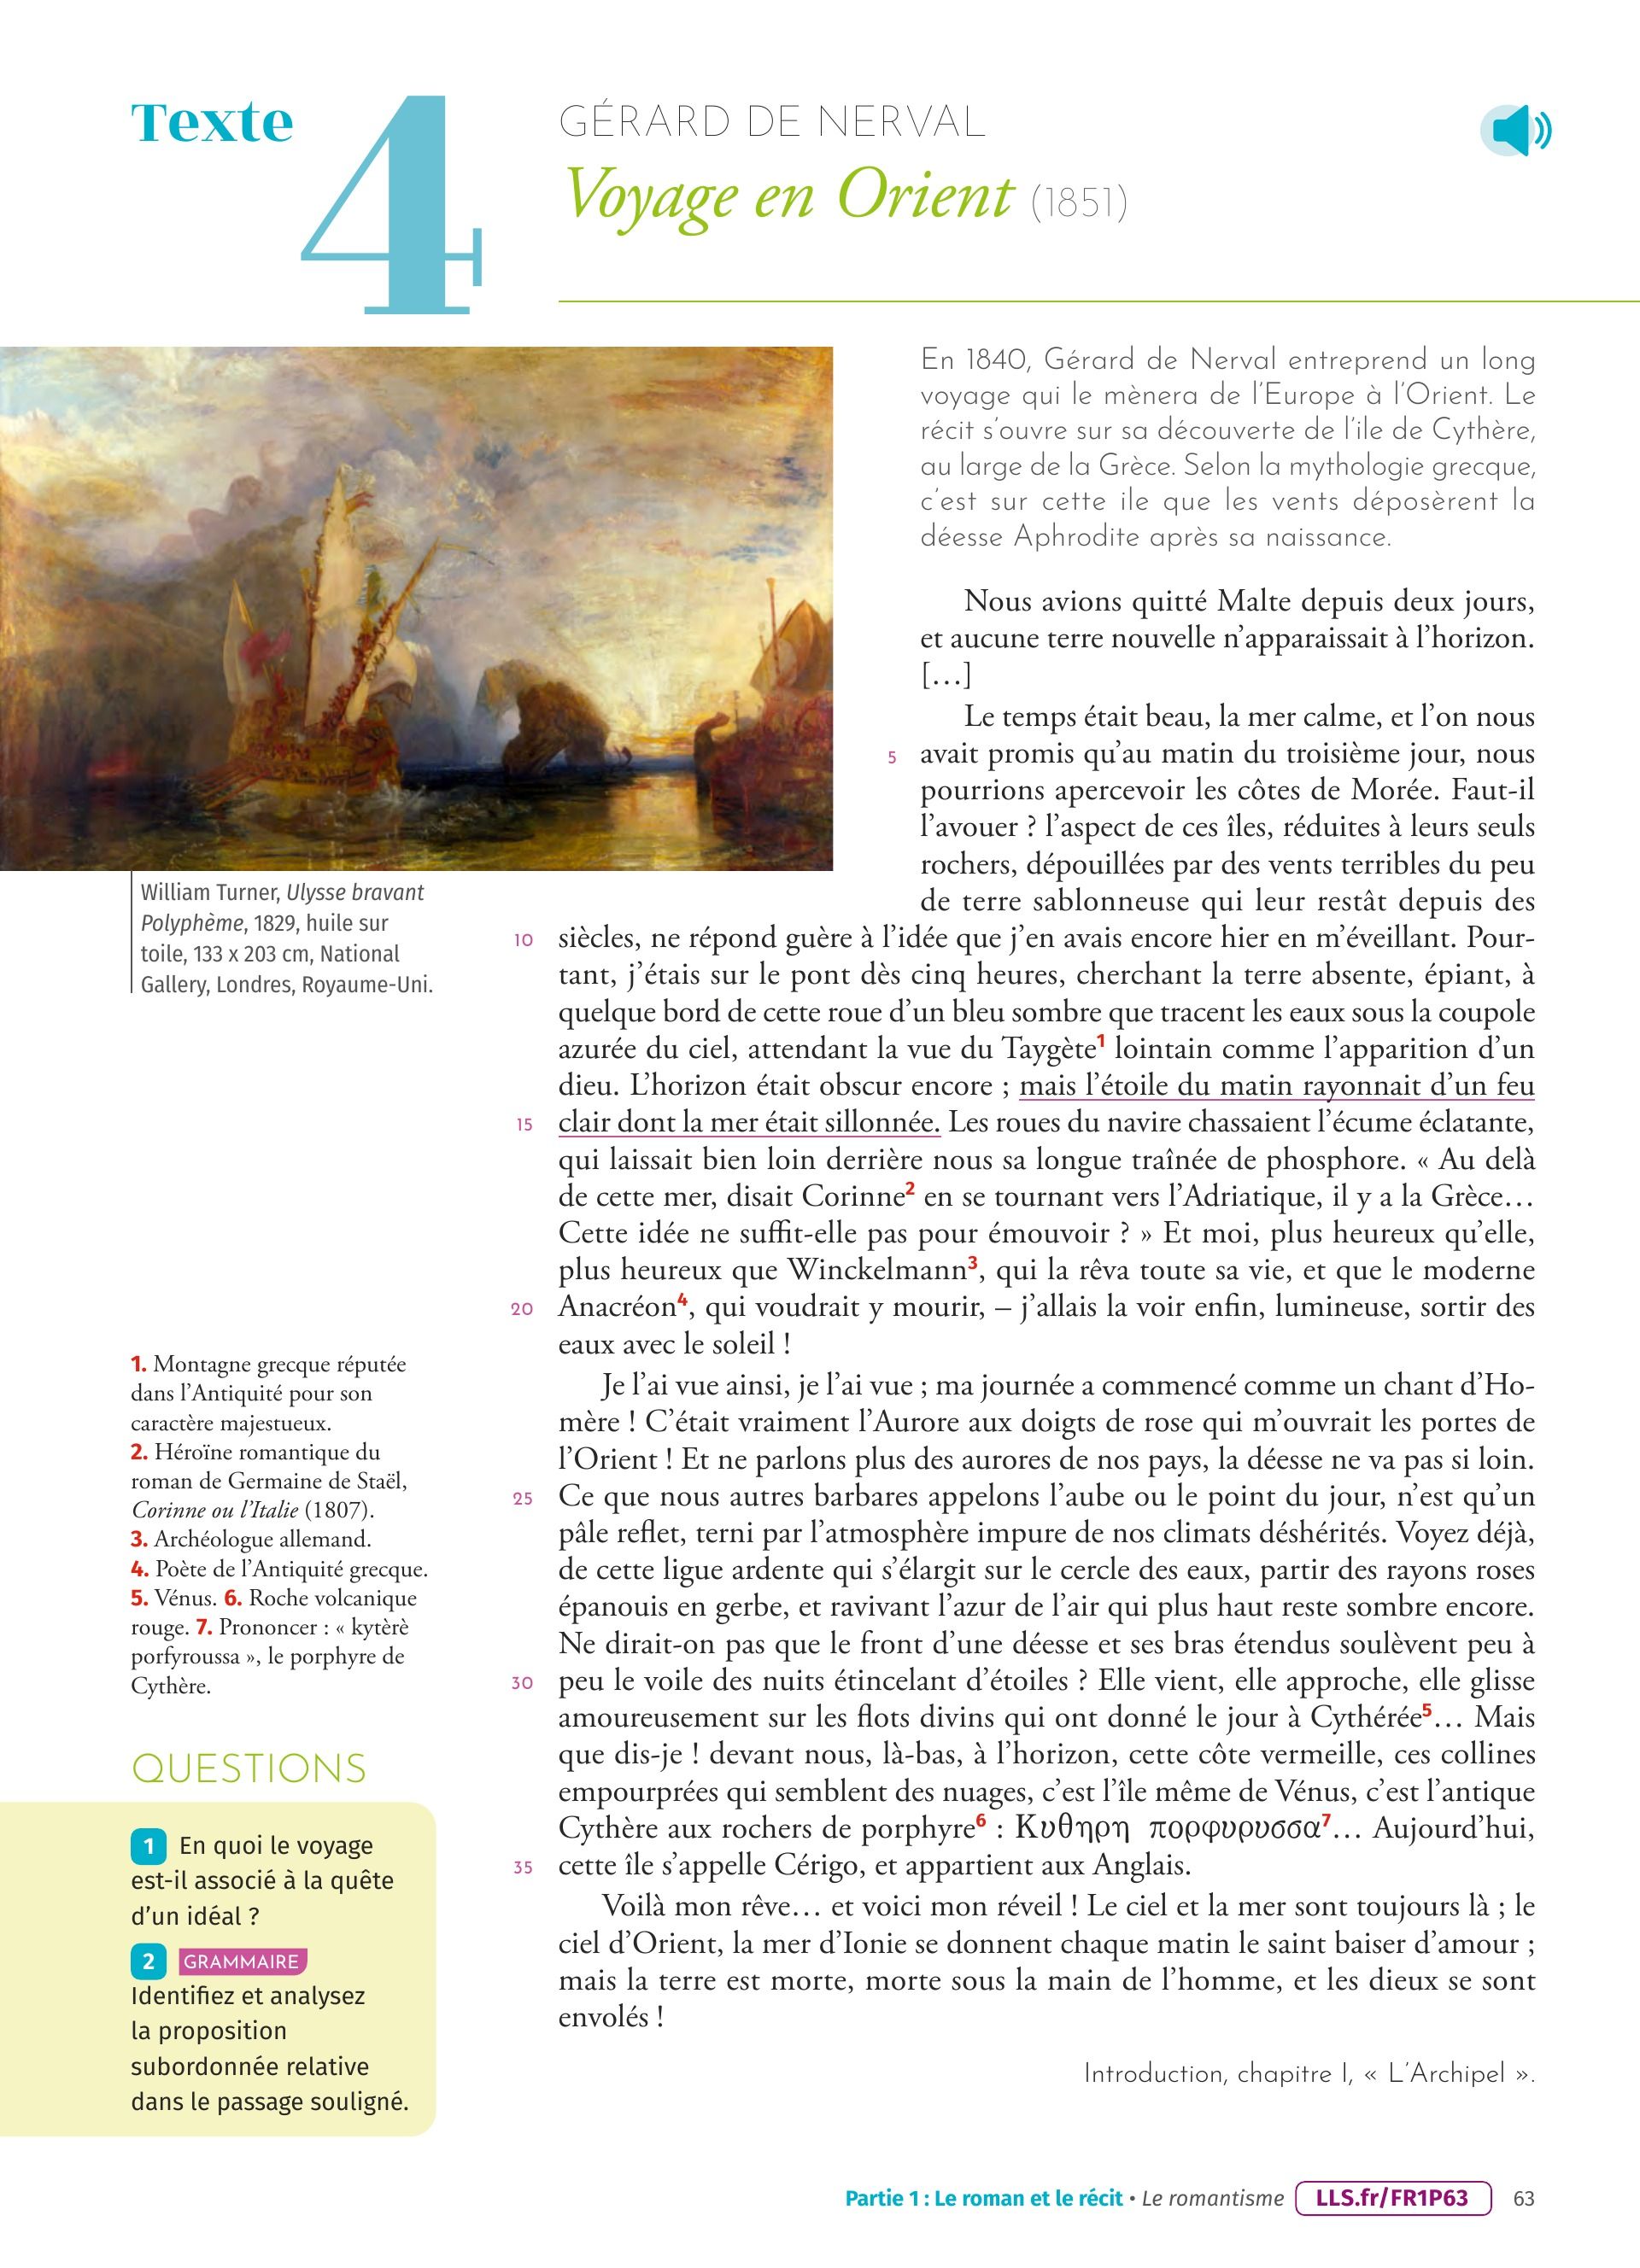 Texte 4
GÉRARD DE NERVAL
Voyage en Orient (1851)
En 1840, Gérard de Nerval entreprend un long
voyage qui le mènera de l’Europe à l’Orient. Le
récit s’ouvre sur sa découverte de l’ile de Cythère,
au large de la Grèce. Selon la mythologie grecque,
c’est sur cette ile que les vents déposèrent la
déesse Aphrodite après sa naissance.
William Turner, Ulysse bravant
Polyphème, 1829, huile sur
toile, 133 x 203 cm, National
Gallery, Londres, Royaume-Uni.
Nous avions quitté Malte depuis deux jours,
et aucune terre nouvelle n’apparaissait à l’horizon.
[…]
Le temps était beau, la mer calme, et l’on nous
5 avait promis qu’au matin du troisième jour, nous
pourrions apercevoir les côtes de Morée. Faut-il
l’avouer ? l’aspect de ces îles, réduites à leurs seuls
rochers, dépouillées par des vents terribles du peu
de terre sablonneuse qui leur restât depuis des
10 siècles, ne répond guère à l’idée que j’en avais encore hier en m’éveillant. Pour-
tant, j’étais sur le pont dès cinq heures, cherchant la terre absente, épiant, à
quelque bord de cette roue d’un bleu sombre que tracent les eaux sous la coupole
azurée du ciel, attendant la vue du Taygète1 lointain comme l’apparition d’un
dieu. L’horizon était obscur encore ; mais l’étoile du matin rayonnait d’un feu
15 clair dont la mer était sillonnée. Les roues du navire chassaient l’écume éclatante,
qui laissait bien loin derrière nous sa longue traînée de phosphore. « Au delà
de cette mer, disait Corinne2 en se tournant vers l’Adriatique, il y a la Grèce…
Cette idée ne suffit-elle pas pour émouvoir ? » Et moi, plus heureux qu’elle,
plus heureux que Winckelmann3, qui la rêva toute sa vie, et que le moderne
20 Anacréon4, qui voudrait y mourir, – j’allais la voir enfin, lumineuse, sortir des
eaux avec le soleil !
Je l’ai vue ainsi, je l’ai vue ; ma journée a commencé comme un chant d’Ho-
mère ! C’était vraiment l’Aurore aux doigts de rose qui m’ouvrait les portes de
l’Orient ! Et ne parlons plus des aurores de nos pays, la déesse ne va pas si loin.
25 Ce que nous autres barbares appelons l’aube ou le point du jour, n’est qu’un
pâle reflet, terni par l’atmosphère impure de nos climats déshérités. Voyez déjà,
de cette ligue ardente qui s’élargit sur le cercle des eaux, partir des rayons roses
épanouis en gerbe, et ravivant l’azur de l’air qui plus haut reste sombre encore.
Ne dirait-on pas que le front d’une déesse et ses bras étendus soulèvent peu à
30 peu le voile des nuits étincelant d’étoiles ? Elle vient, elle approche, elle glisse
amoureusement sur les flots divins qui ont donné le jour à Cythérée5… Mais
que dis-je ! devant nous, là-bas, à l’horizon, cette côte vermeille, ces collines
empourprées qui semblent des nuages, c’est l’île même de Vénus, c’est l’antique
Cythère aux rochers de porphyre6 : Κυθηρη πορφυρυσσα7… Aujourd’hui,
35 cette île s’appelle Cérigo, et appartient aux Anglais.
Voilà mon rêve… et voici mon réveil ! Le ciel et la mer sont toujours là ; le
ciel d’Orient, la mer d’Ionie se donnent chaque matin le saint baiser d’amour ;
mais la terre est morte, morte sous la main de l’homme, et les dieux se sont
envolés !
Introduction, chapitre I, « L’Archipel ».
1. Montagne grecque réputée
dans l’Antiquité pour son
caractère majestueux.
2. Héroïne romantique du
roman de Germaine de Staël,
Corinne ou l’Italie (1807).
3. Archéologue allemand.
4. Poète de l’Antiquité grecque.
5. Vénus. 6. Roche volcanique
rouge. 7. Prononcer : « kytèrè
porfyroussa », le porphyre de
Cythère.
QUESTIONS
1 En quoi le voyage
est-il associé à la quête
d’un idéal ?
2 GRAMMAIRE
Identifiez et analysez
la proposition
subordonnée relative
dans le passage souligné.
Partie 1 : Le roman et le récit • Le romantisme LLS.fr/FR1P63 63